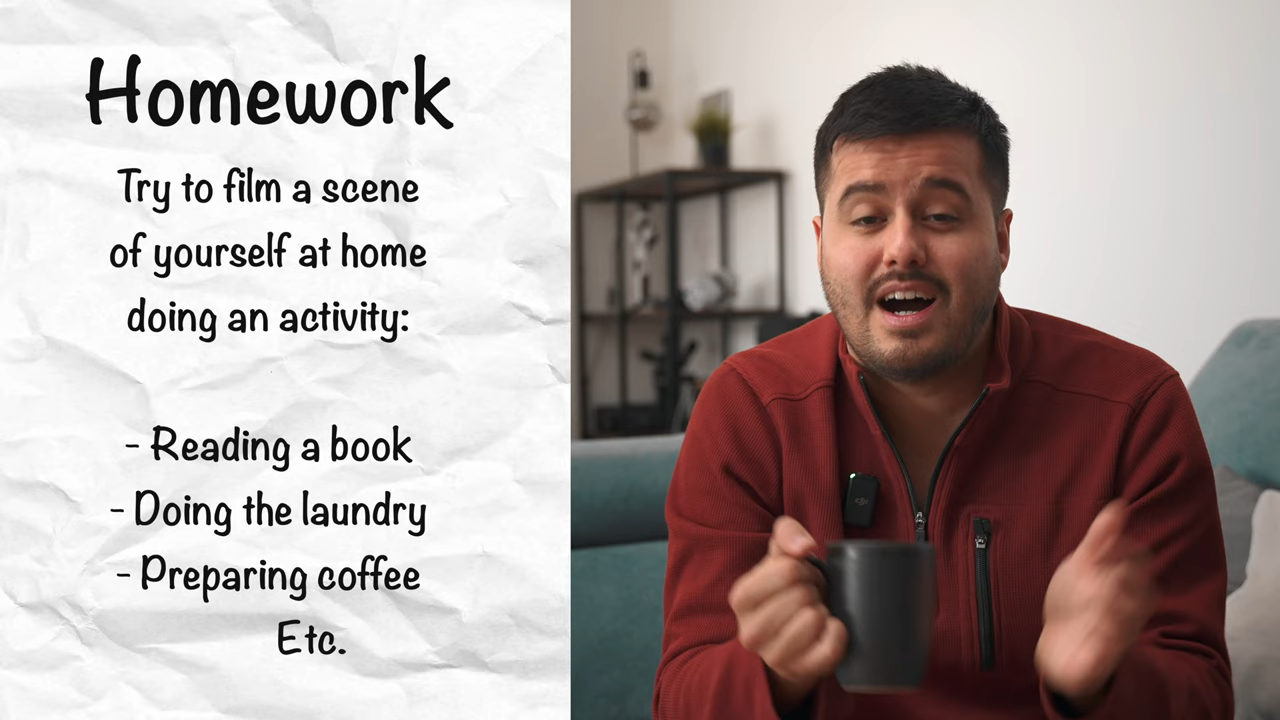 Homework
Try to film a scene
of yourself at home
doing an activity:
- Reading a book
- Doing the laundry
- Preparing coffee
Etc.
dji